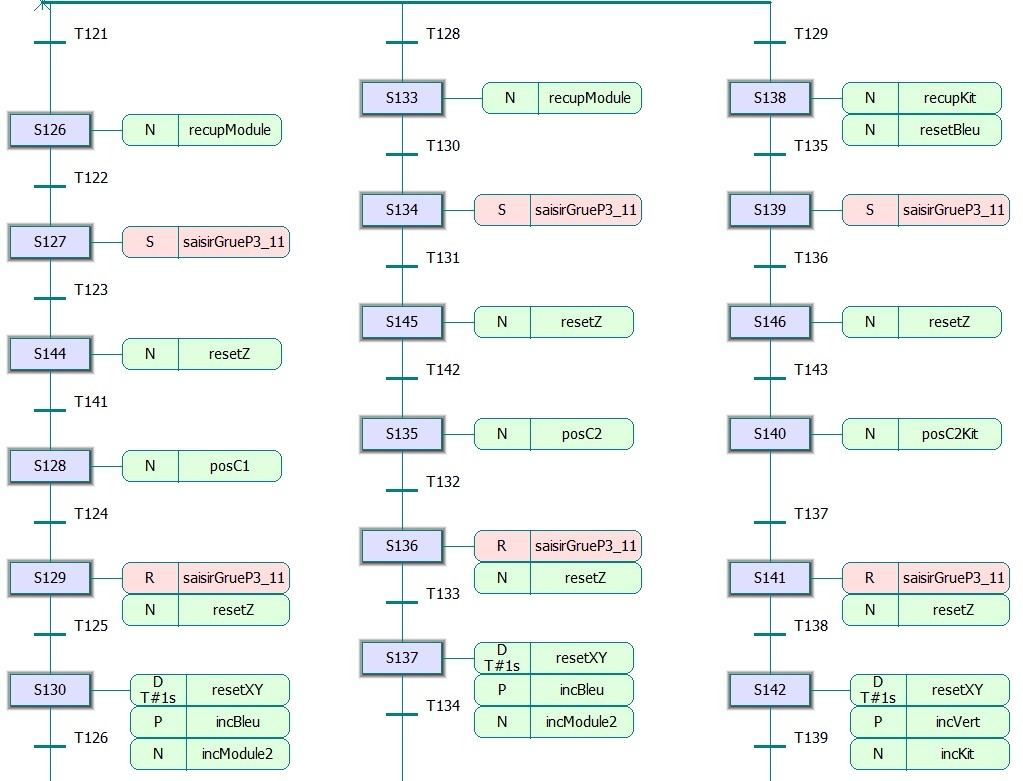 T121
S126
N recupModule
T122
S127
S saisirGrueP3_11
T123
S144
N resetZ
T141
S128
N posC1
T124
S129
R saisirGrueP3_11
N resetZ
T125
S130
D
T#1s
resetXY
P incBleu
N incModule2
T126
T128
S133
N recupModule
T130
S134
S saisirGrueP3_11
T131
S145
N resetZ
T142
S135
N posC2
T132
S136
R saisirGrueP3_11
N resetZ
T133
S137
D
T#1s
resetXY
P incBleu
N incModule2
T134
T129
S138
N recupKit
N resetBleu
T135
S139
S saisirGrueP3_11
T136
S146
N resetZ
T143
S140
N posC2Kit
T137
S141
R saisirGrueP3_11
N resetZ
T138
S142
D
T#1s
resetXY
P incVert
N incKit
T139